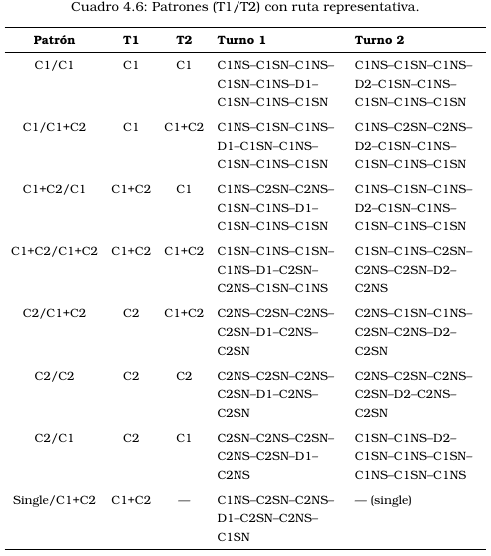 Cuadro 4.6: Patrones (T1/T2) con ruta representativa.
Patrón T1 T2 Turno 1 Turno 2
C1/C1 C1 C1 C1NS–C1SN–C1NS– C1NS–C1SN–C1NS–
C1SN–C1NS–D1– D2–C1SN–C1NS–
C1SN–C1NS–C1SN C1SN–C1NS–C1SN
C1/C1+C2 C1 C1+C2 C1NS–C1SN–C1NS– C1NS–C2SN–C2NS–
D1–C1SN–C1NS– D2–C1SN–C1NS–
C1SN–C1NS–C1SN C1SN–C1NS–C1SN
C1+C2/C1 C1+C2 C1 C1NS–C2SN–C2NS– C1NS–C1SN–C1NS–
C1SN–C1NS–D1– D2–C1SN–C1NS–
C1SN–C1NS–C1SN C1SN–C1NS–C1SN
C1+C2/C1+C2 C1+C2 C1+C2 C1SN–C1NS–C1SN– C1SN–C1NS–C2SN–
C1NS–D1–C2SN– C2NS–C2SN–D2–
C2NS–C1SN–C1NS C2NS
C2/C1+C2 C2 C1+C2 C2NS–C2SN–C2NS– C2NS–C1SN–C1NS–
C2SN–D1–C2NS– C2SN–C2NS–D2–
C2SN C2SN
C2/C2 C2 C2 C2NS–C2SN–C2NS– C2NS–C2SN–C2NS–
C2SN–D1–C2NS– C2SN–D2–C2NS–
C2SN C2SN
C2/C1 C2 C1 C2SN–C2NS–C2SN– C1SN–C1NS–D2–
C2NS–C2SN–D1– C1SN–C1NS–C1SN–
C2NS C1NS–C1SN–C1NS
Single/C1+C2 C1+C2 — C1NS–C2SN–C2NS– — (single)
D1–C2SN–C2NS–
C1SN